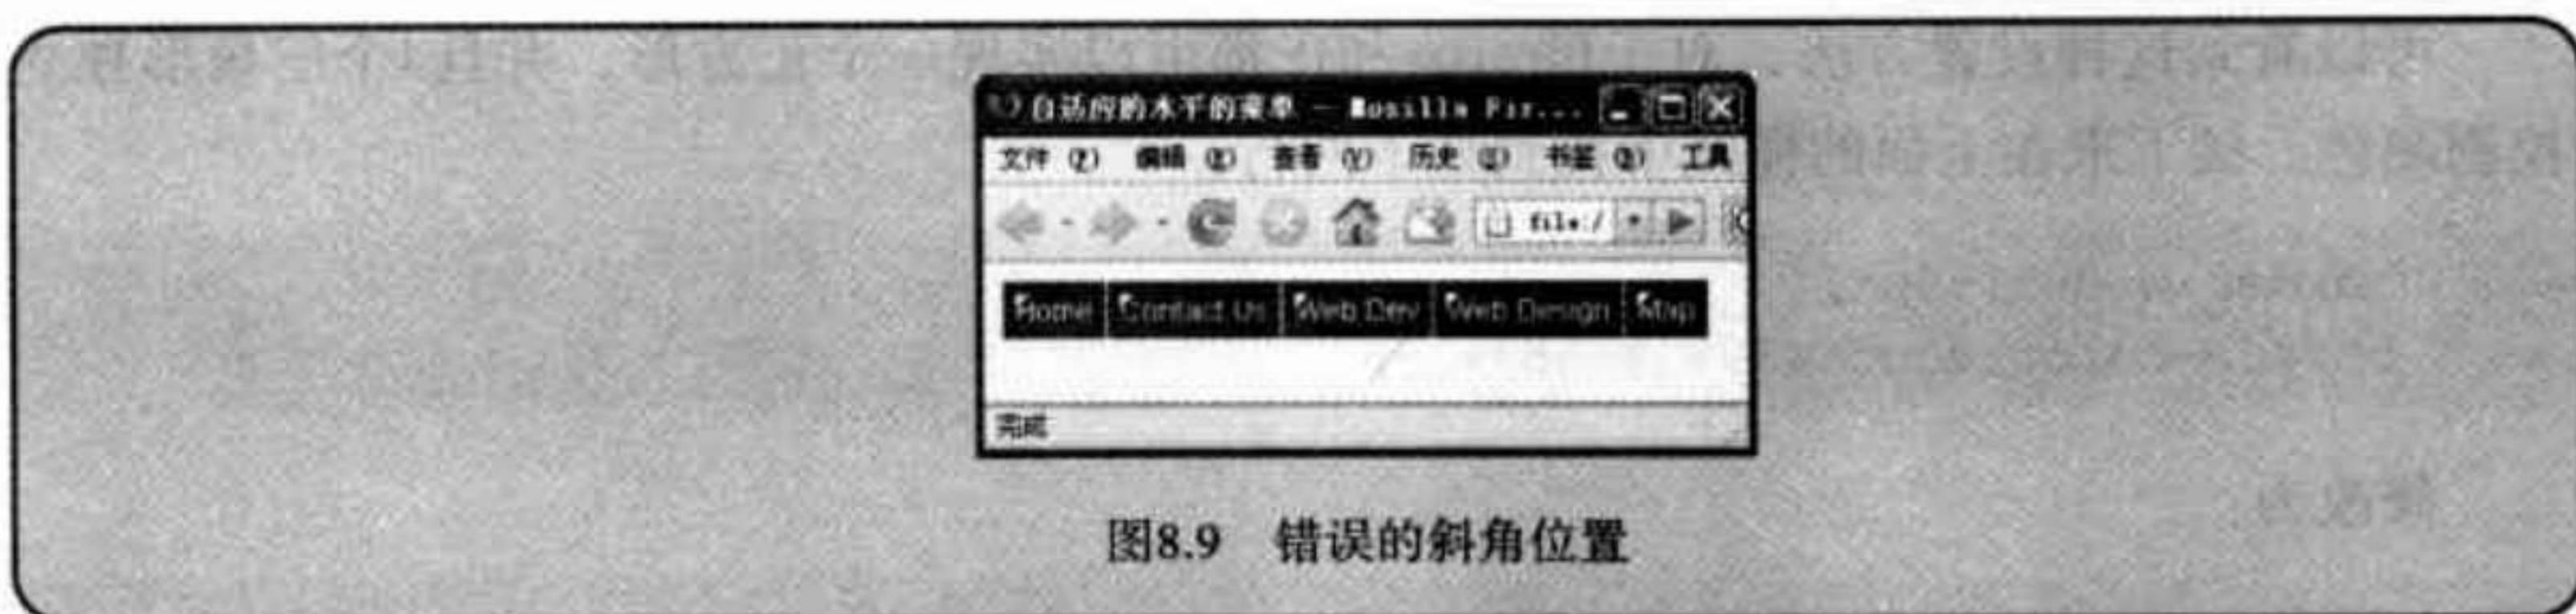 自适应的水平的菜单 — Mozilla Fir...
文件 (F) 编辑 (E) 查看 (V) 历史 (S) 书签 (B) 工具
file:/
Home Contact Us Web Dev Web Design Map
完成
图8.9 错误的斜角位置